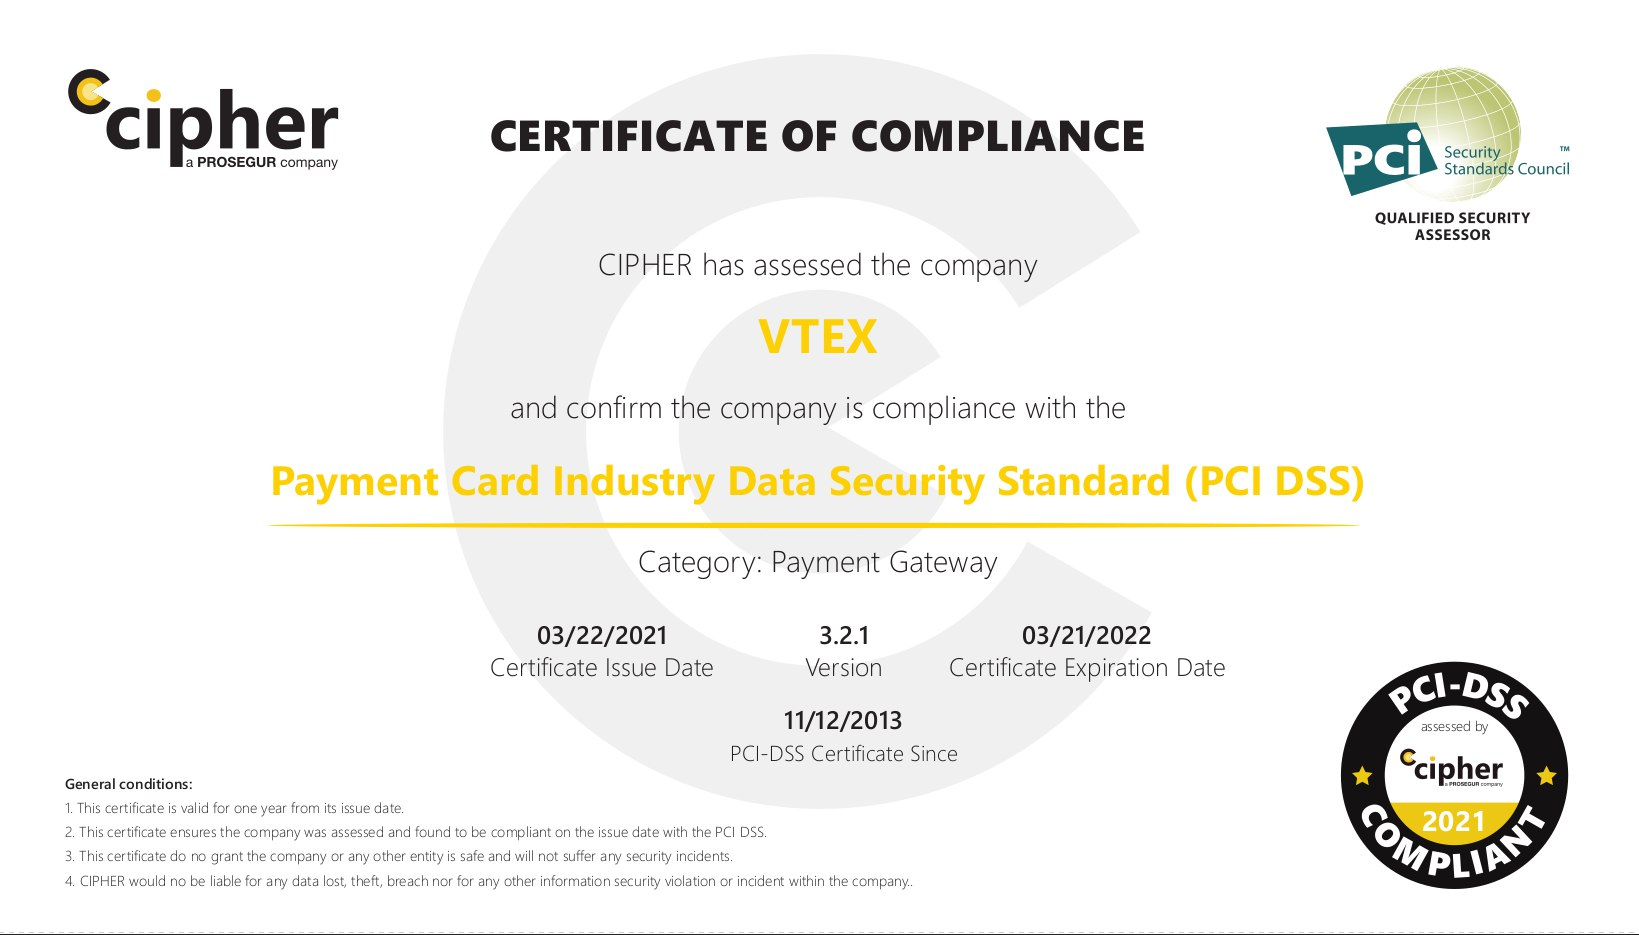 cipher
a PROSEGUR company
CERTIFICATE OF COMPLIANCE
PCI Security
Standards Council ™
QUALIFIED SECURITY
ASSESSOR
CIPHER has assessed the company
VTEX
and confirm the company is compliance with the
Payment Card Industry Data Security Standard (PCI DSS)
Category: Payment Gateway
03/22/2021 3.2.1 03/21/2022
Certificate Issue Date Version Certificate Expiration Date
11/12/2013
PCI-DSS Certificate Since
General conditions:
1. This certificate is valid for one year from its issue date.
2. This certificate ensures the company was assessed and found to be compliant on the issue date with the PCI DSS.
3. This certificate do no grant the company or any other entity is safe and will not suffer any security incidents.
4. CIPHER would no be liable for any data lost, theft, breach nor for any other information security violation or incident within the company..
PCI-DSS
assessed by
cipher
a PROSEGUR company
2021
COMPLIANT